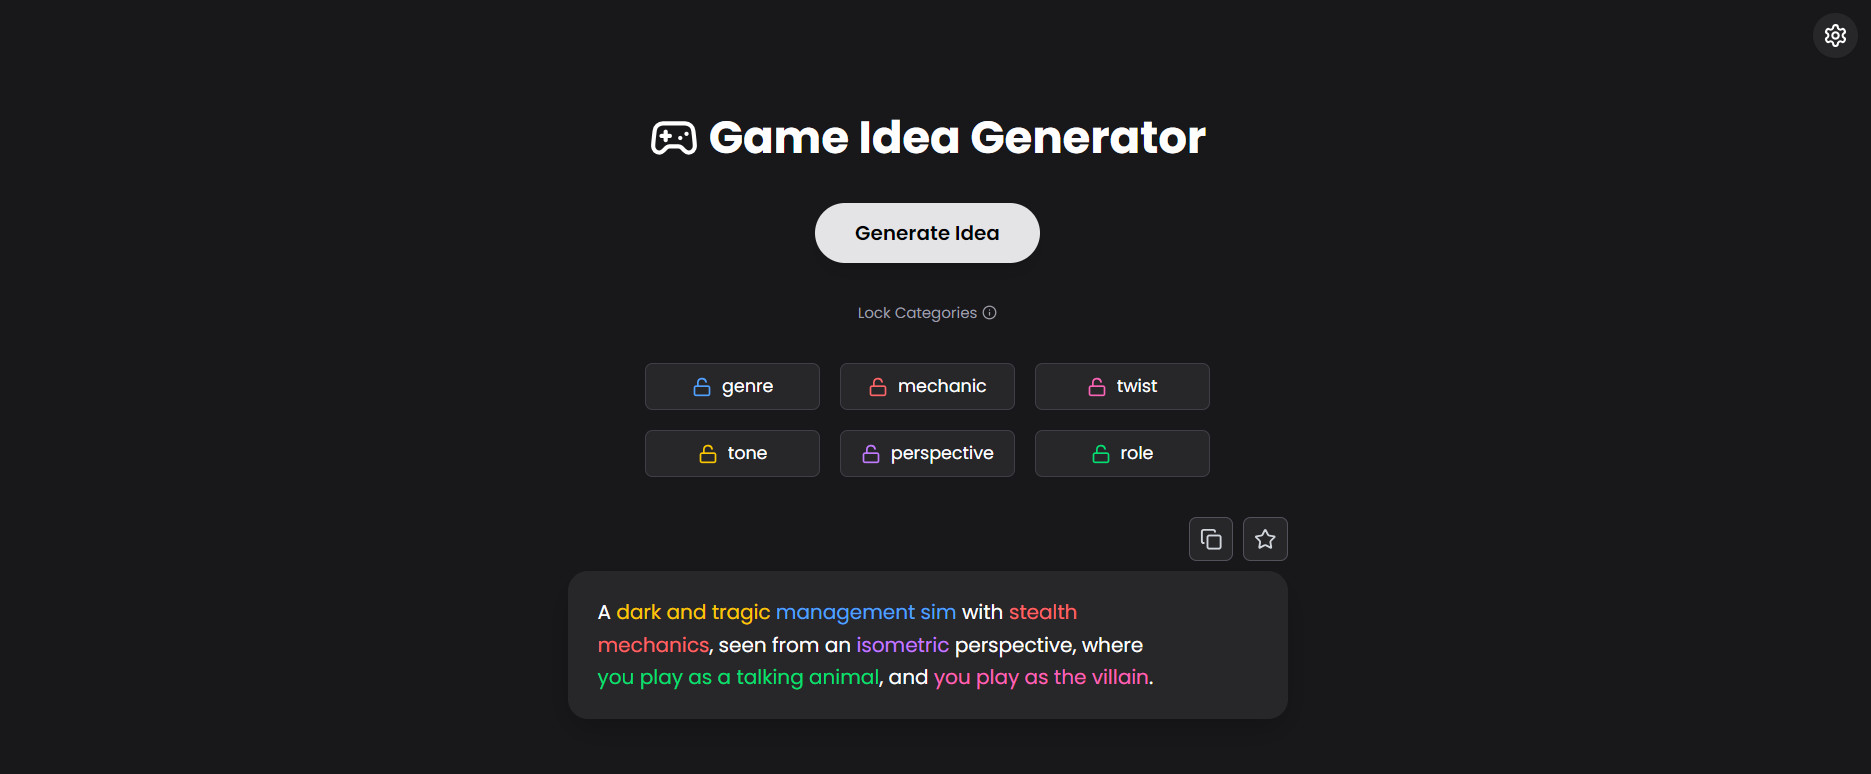 Game Idea Generator
Generate Idea
Lock Categories
genre
mechanic
twist
tone
perspective
role
A dark and tragic management sim with stealth
mechanics, seen from an isometric perspective, where
you play as a talking animal, and you play as the villain.